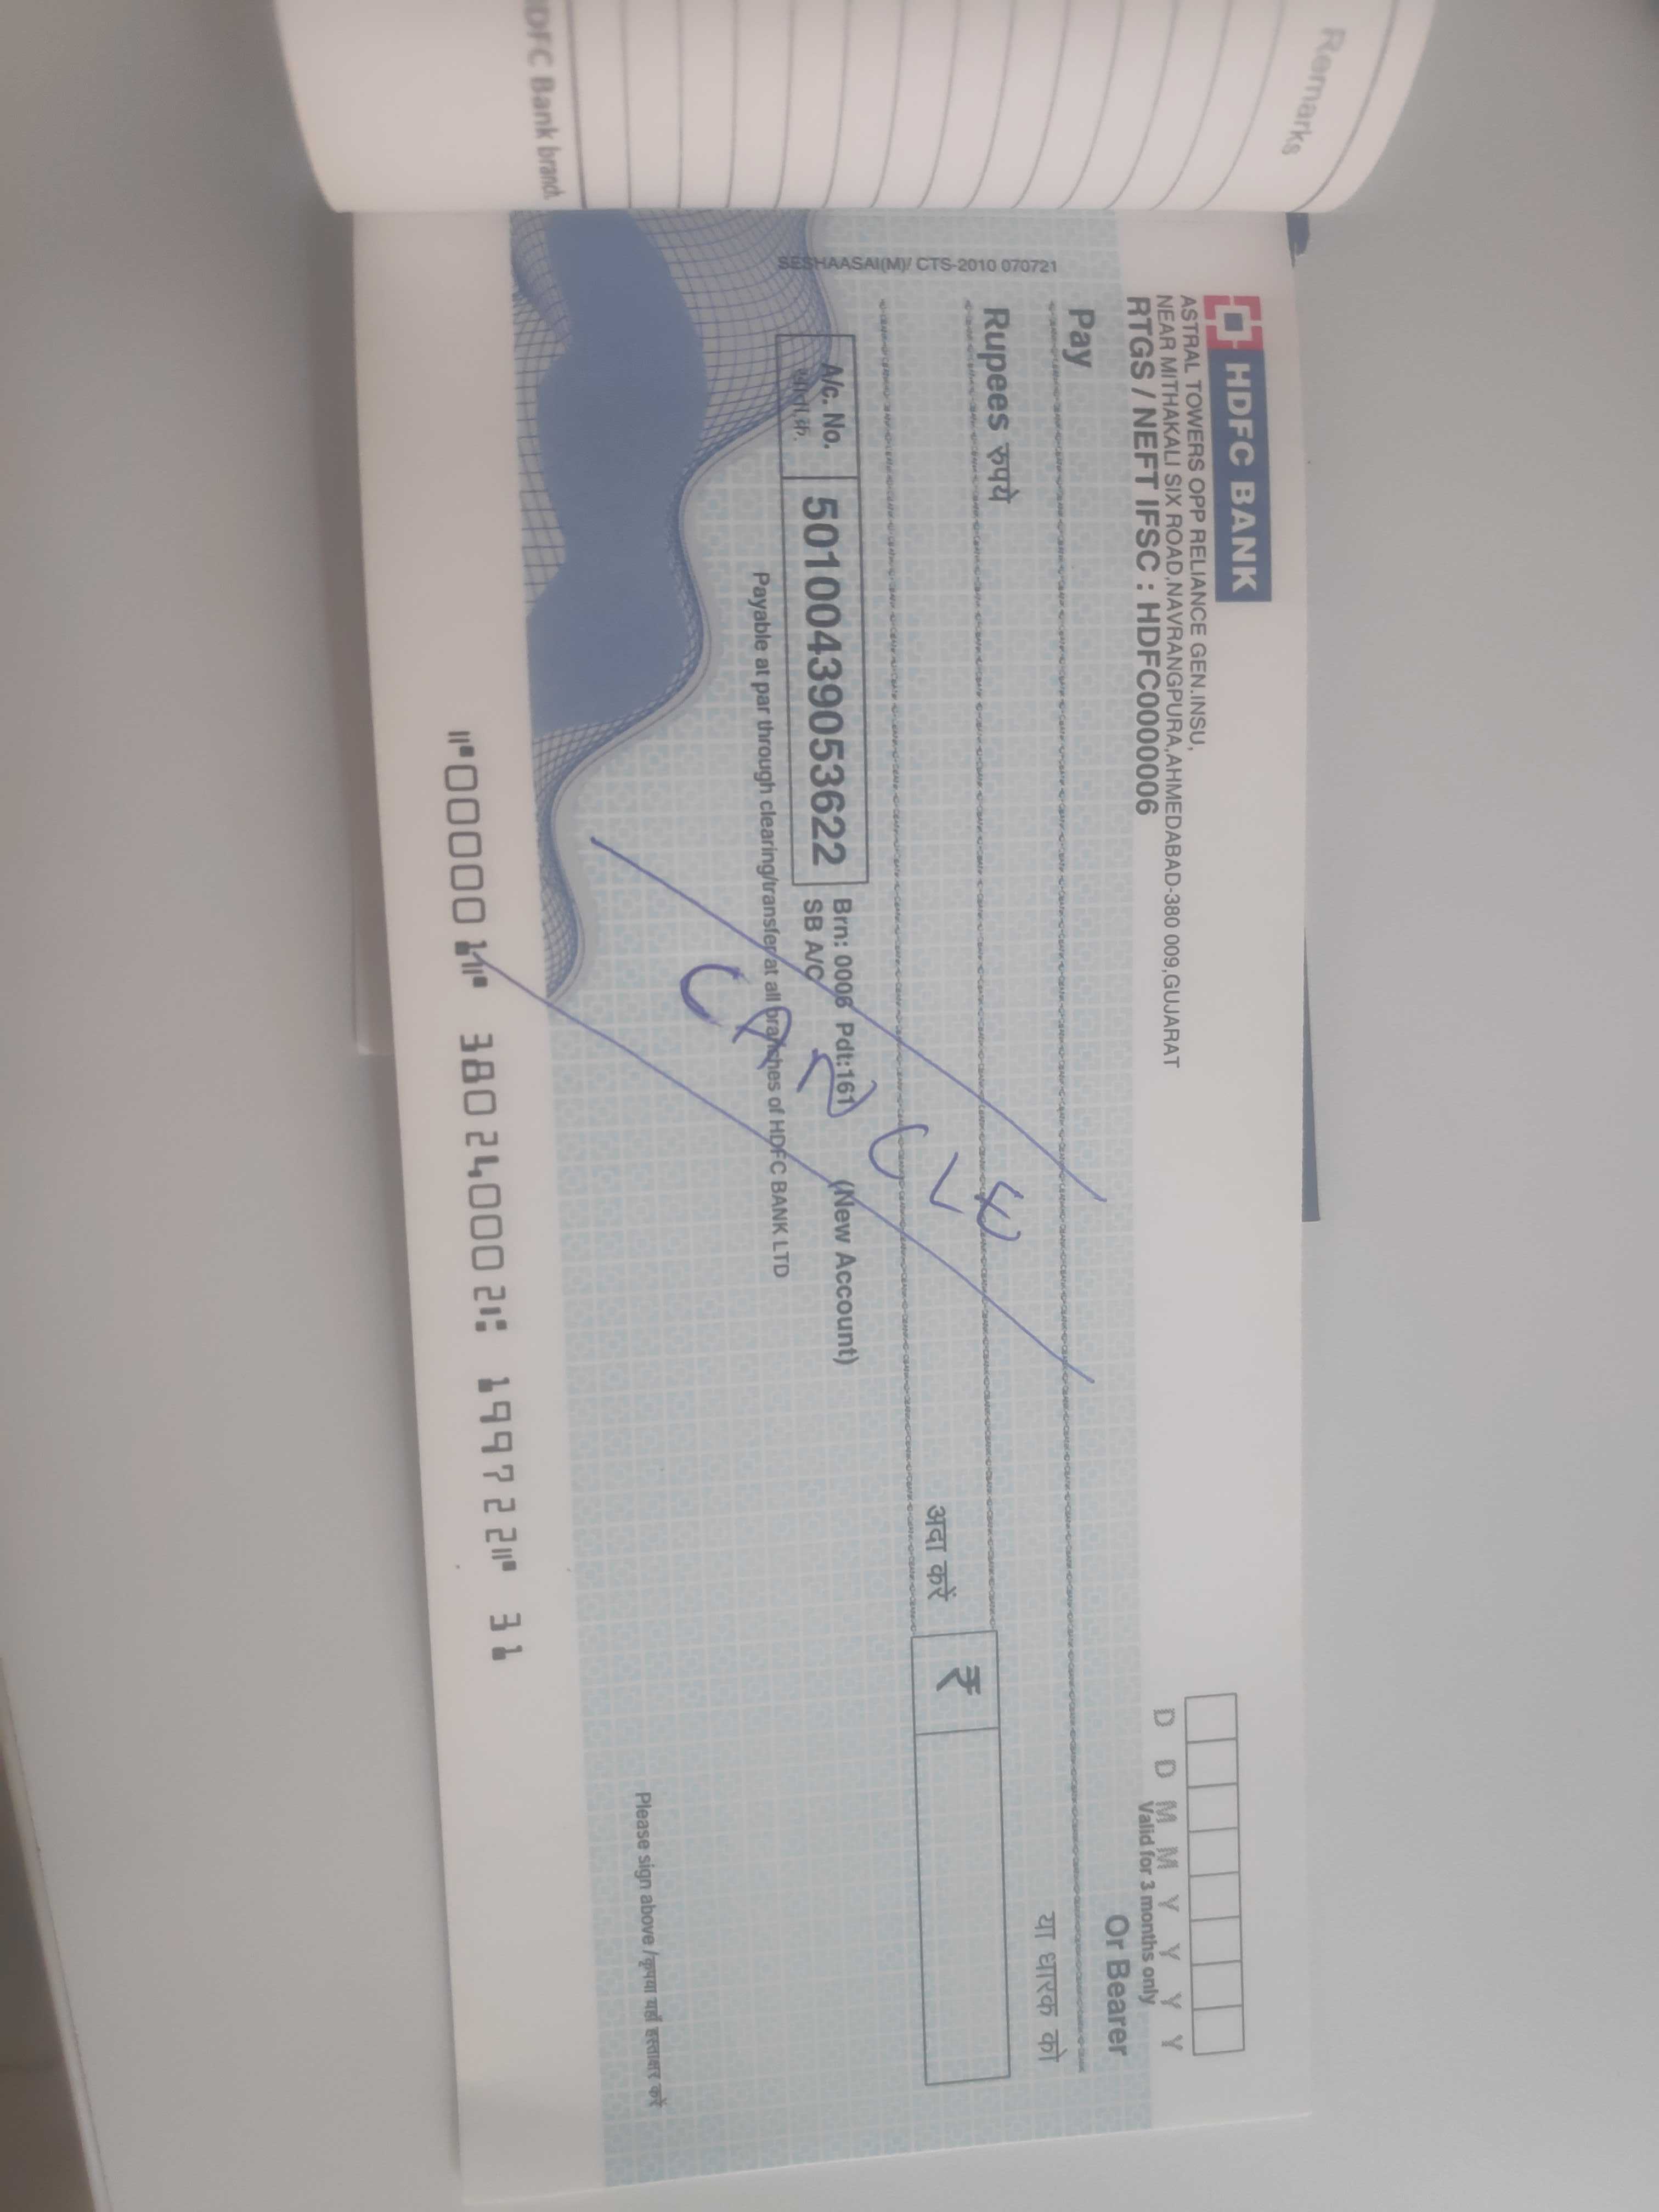 Remarks
HDFC Bank branch
HDFC BANK
ASTRAL TOWERS OPP RELIANCE GEN.INSU,
NEAR MITHAKALI SIX ROAD,NAVRANGPURA,AHMEDABAD-380 009,GUJARAT
RTGS / NEFT IFSC : HDFC0000006
D D M M Y Y Y Y
Valid for 3 months only
Pay
Or Bearer
या धारक को
Rupees रुपये
अदा करें
₹
A/c. No.
50100439053622
Brn: 0006 Pdt:161
SB A/C
(New Account)
Payable at par through clearing/transfer at all branches of HDFC BANK LTD
SESHAASAI(M)/ CTS-2010 070721
Please sign above /कृपया यहाँ हस्ताक्षर करें
⑈000001⑈ 380240002⑆ 199722⑈ 31